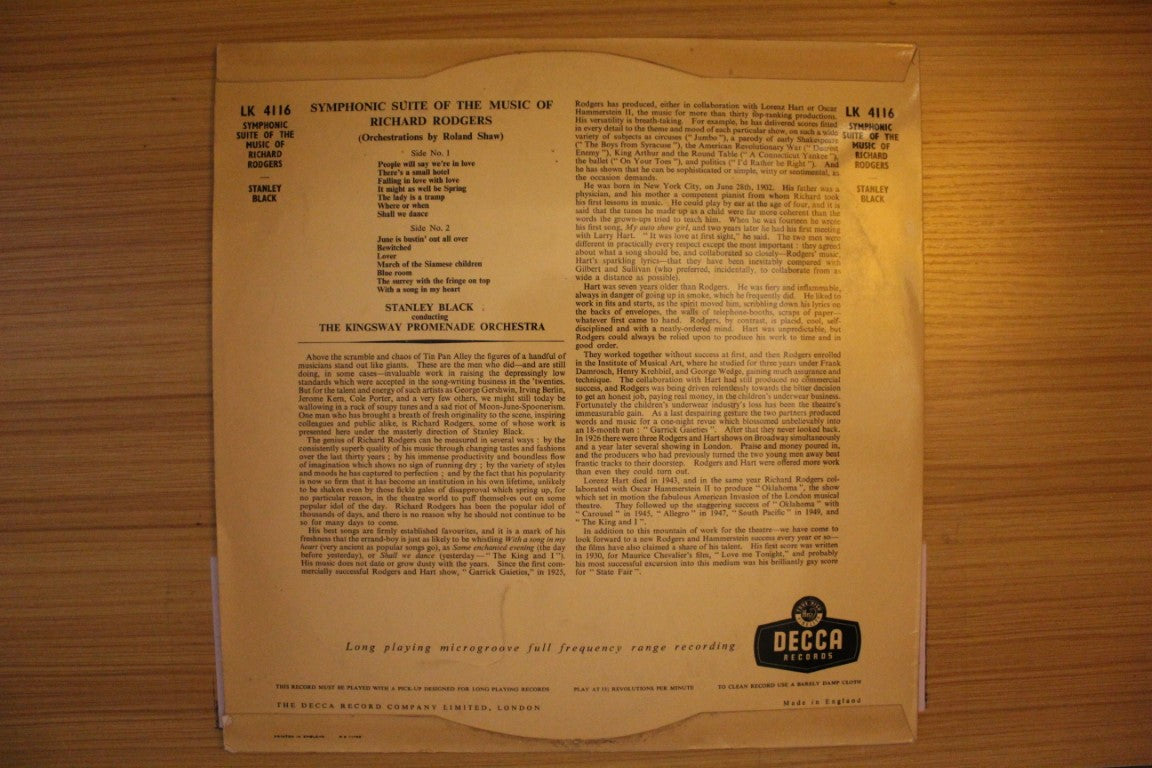 LK 4116
SYMPHONIC
SUITE OF THE
MUSIC OF
RICHARD
RODGERS
—
STANLEY
BLACK
SYMPHONIC SUITE OF THE MUSIC OF
RICHARD RODGERS
(Orchestrations by Roland Shaw)
Side No. 1
People will say we're in love
There's a small hotel
Falling in love with love
It might as well be Spring
The lady is a tramp
Where or when
Shall we dance
Side No. 2
June is bustin' out all over
Bewitched
Lover
March of the Siamese children
Blue room
The surrey with the fringe on top
With a song in my heart
STANLEY BLACK
conducting
THE KINGSWAY PROMENADE ORCHESTRA
Above the scramble and chaos of Tin Pan Alley the figures of a handful of
musicians stand out like giants. These are the men who did—and are still
doing, in some cases—invaluable work in raising the depressingly low
standards which were accepted in the song-writing business in the 'twenties.
But for the talent and energy of such artists as George Gershwin, Irving Berlin,
Jerome Kern, Cole Porter, and a very few others, we might still today be
wallowing in a ruck of soupy tunes and a sad riot of Moon-June-Spoonerism.
One man who has brought a breath of fresh originality to the scene, inspiring
colleagues and public alike, is Richard Rodgers, some of whose work is
presented here under the masterly direction of Stanley Black.
The genius of Richard Rodgers can be measured in several ways : by the
consistently superb quality of his music through changing tastes and fashions
over the last thirty years ; by his immense productivity and boundless flow
of imagination which shows no sign of running dry ; by the variety of styles
and moods he has captured to perfection ; and by the fact that his popularity
is now so firm that it has become an institution in his own lifetime, unlikely
to be shaken even by those fickle gales of disapproval which spring up, for
no particular reason, in the theatre world to puff themselves out on some
popular idol of the day. Richard Rodgers has been the popular idol of
thousands of days, and there is no reason why he should not continue to be
so for many days to come.
His best songs are firmly established favourites, and it is a mark of his
freshness that the errand-boy is just as likely to be whistling With a song in my
heart (very ancient as popular songs go), as Some enchanted evening (the day
before yesterday), or Shall we dance (yesterday—" The King and I ").
His music does not date or grow dusty with the years. Since the first com-
mercially successful Rodgers and Hart show, " Garrick Gaieties," in 1925,
Rodgers has produced, either in collaboration with Lorenz Hart or Oscar
Hammerstein II, the music for more than thirty top-ranking productions.
His versatility is breath-taking. For example, he has delivered scores fitted
in every detail to the theme and mood of each particular show, on such a wide
variety of subjects as circuses (" Jumbo "), a parody of early Shakespeare
(" The Boys from Syracuse "), the American Revolutionary War (" Dearest
Enemy "), King Arthur and the Round Table (" A Connecticut Yankee "),
the ballet (" On Your Toes "), and politics (" I'd Rather be Right "). And
he has shown that he can be sophisticated or simple, witty or sentimental, as
the occasion demands.
He was born in New York City, on June 28th, 1902. His father was a
physician, and his mother a competent pianist from whom Richard took
his first lessons in music. He could play by ear at the age of four, and it is
said that the tunes he made up as a child were far more coherent than the
words the grown-ups tried to teach him. When he was fourteen he wrote
his first song, My auto show girl, and two years later he had his first meeting
with Larry Hart. " It was love at first sight," he said. The two men were
different in practically every respect except the most important : they agreed
about what a song should be, and collaborated so closely—Rodgers' music,
Hart's sparkling lyrics—that they have been inevitably compared with
Gilbert and Sullivan (who preferred, incidentally, to collaborate from as
wide a distance as possible).
Hart was seven years older than Rodgers. He was fiery and inflammable,
always in danger of going up in smoke, which he frequently did. He liked to
work in fits and starts, as the spirit moved him, scribbling down his lyrics on
the backs of envelopes, the walls of telephone-booths, scraps of paper—
whatever first came to hand. Rodgers, by contrast, is placid, cool, self-
disciplined and with a neatly-ordered mind. Hart was unpredictable, but
Rodgers could always be relied upon to produce his work to time and in
good order.
They worked together without success at first, and then Rodgers enrolled
in the Institute of Musical Art, where he studied for three years under Frank
Damrosch, Henry Krehbiel, and George Wedge, gaining much assurance and
technique. The collaboration with Hart had still produced no commercial
success, and Rodgers was being driven relentlessly towards the bitter decision
to get an honest job, paying real money, in the children's underwear business.
Fortunately the children's underwear industry's loss has been the theatre's
immeasurable gain. As a last despairing gesture the two partners produced
words and music for a one-night revue which blossomed unbelievably into
an 18-month run : " Garrick Gaieties ". After that they never looked back.
In 1926 there were three Rodgers and Hart shows on Broadway simultaneously
and a year later several showing in London. Praise and money poured in,
and the producers who had previously turned the two young men away beat
frantic tracks to their doorstep. Rodgers and Hart were offered more work
than even they could turn out.
Lorenz Hart died in 1943, and in the same year Richard Rodgers col-
laborated with Oscar Hammerstein II to produce " Oklahoma ", the show
which set in motion the fabulous American Invasion of the London musical
theatre. They followed up the staggering success of " Oklahoma " with
" Carousel " in 1945, " Allegro " in 1947, " South Pacific " in 1949, and
" The King and I ".
In addition to this mountain of work for the theatre—we have come to
look forward to a new Rodgers and Hammerstein success every year or so—
the films have also claimed a share of his talent. His first score was written
in 1930, for Maurice Chevalier's film, " Love me Tonight," and probably
his most successful excursion into this medium was his brilliantly gay score
for " State Fair ".
LK 4116
SYMPHONIC
SUITE OF THE
MUSIC OF
RICHARD
RODGERS
—
STANLEY
BLACK
Long playing microgroove full frequency range recording
DECCA
RECORDS
THIS RECORD MUST BE PLAYED WITH A PICK-UP DESIGNED FOR LONG PLAYING RECORDS PLAY AT 33⅓ REVOLUTIONS PER MINUTE TO CLEAN RECORD USE A BARELY DAMP CLOTH
THE DECCA RECORD COMPANY LIMITED, LONDON
Made in England
PRINTED IN ENGLAND